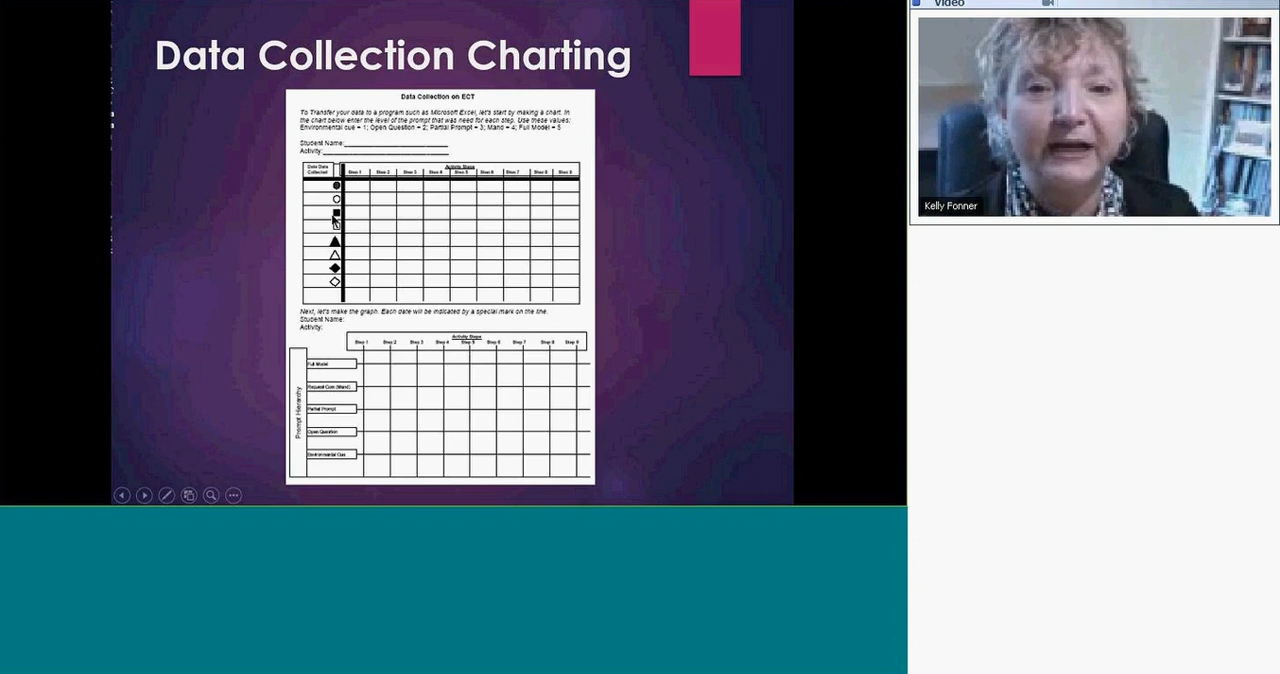 Data Collection Charting
Data Collection on ECT
To Transfer your data to a program such as Microsoft Excel, let's start by making a chart. In
the chart below enter the level of the prompt that was need for each step. Use these values:
Environmental cue = 1; Open Question = 2; Partial Prompt = 3; Mand = 4; Full Model = 5
Student Name:
Activity:
Date Data
Collected
Activity Steps
Step 1 Step 2 Step 3 Step 4 Step 5 Step 6 Step 7 Step 8 Step 9
Next, let's make the graph. Each date will be indicated by a special mark on the line.
Student Name:
Activity:
Activity Steps
Step 1 Step 2 Step 3 Step 4 Step 5 Step 6 Step 7 Step 8 Step 9
Prompt Hierarchy
Full Model
Request Com (Mand)
Partial Prompt
Open Question
Environmental Cue
Video
Kelly Fonner